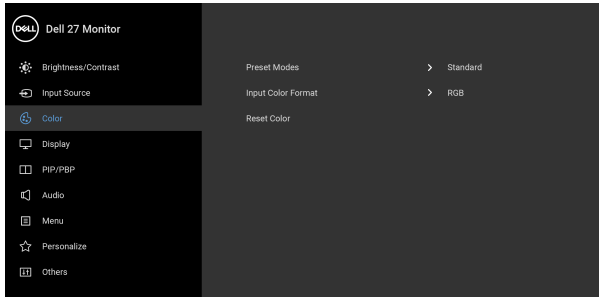 DELL Dell 27 Monitor
Brightness/Contrast
Input Source
Color
Display
PIP/PBP
Audio
Menu
Personalize
Others
Preset Modes > Standard
Input Color Format > RGB
Reset Color